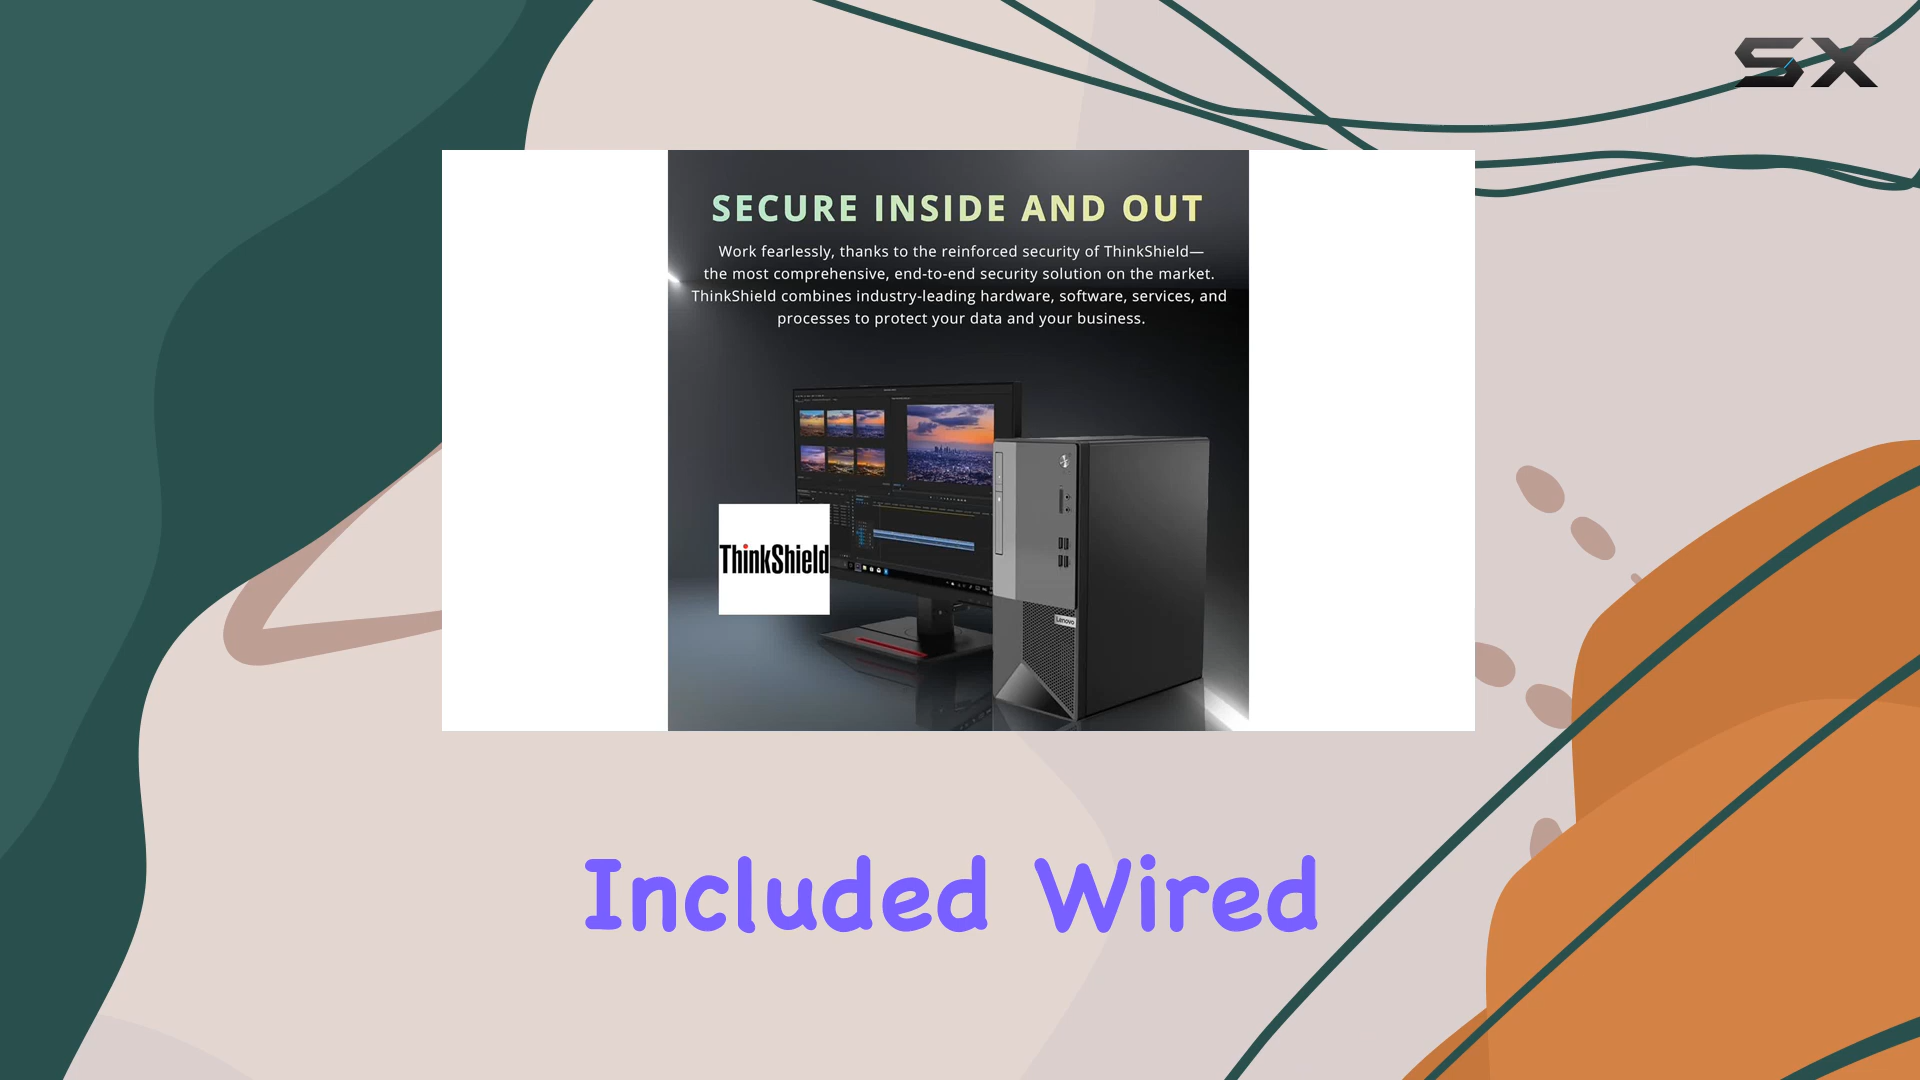 SX
SECURE INSIDE AND OUT
Work fearlessly, thanks to the reinforced security of ThinkShield—
the most comprehensive, end-to-end security solution on the market.
ThinkShield combines industry-leading hardware, software, services, and
processes to protect your data and your business.
ThinkShield
Lenovo
Included Wired